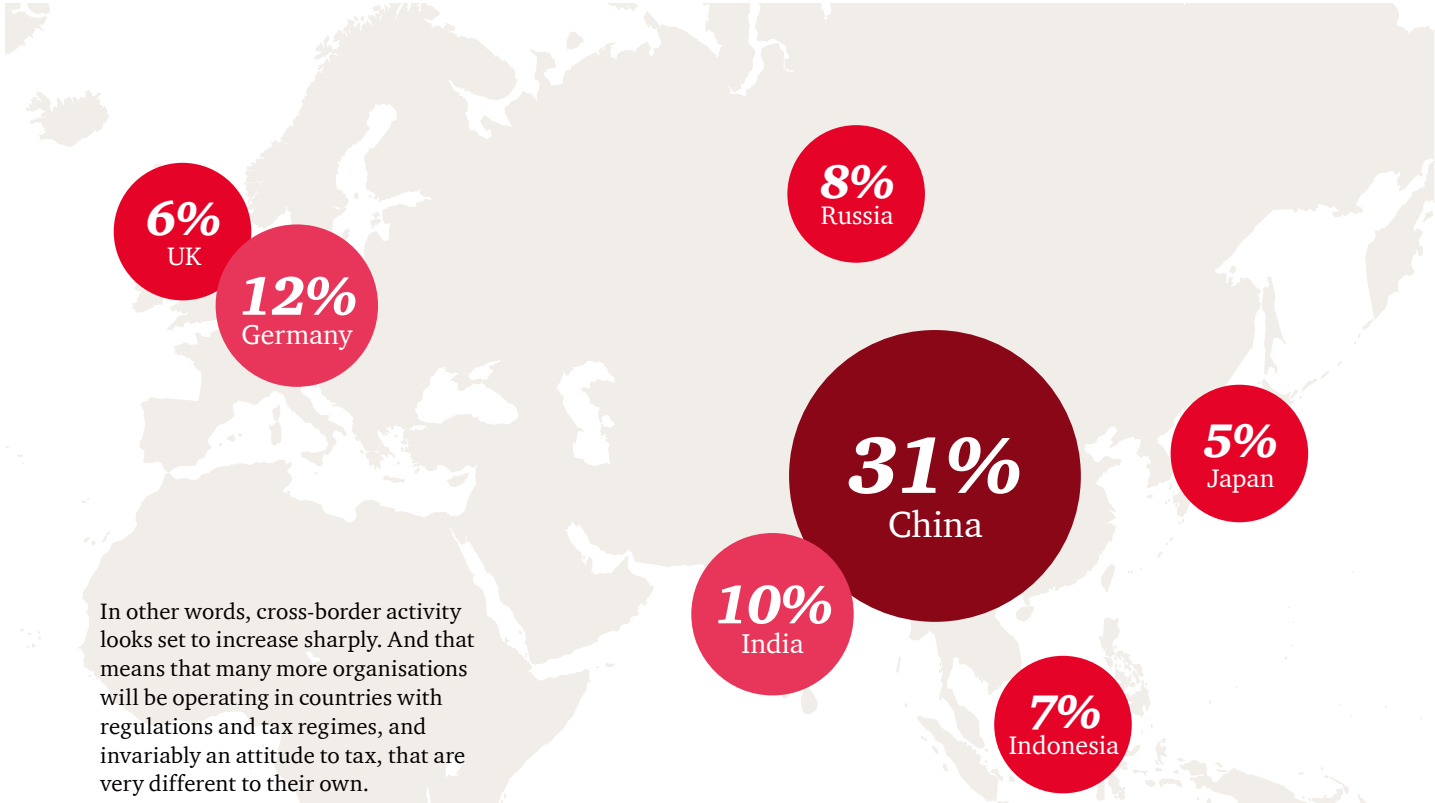 8%
Russia
6%
UK
12%
Germany
31%
China
5%
Japan
10%
India
7%
Indonesia
In other words, cross-border activity
looks set to increase sharply. And that
means that many more organisations
will be operating in countries with
regulations and tax regimes, and
invariably an attitude to tax, that are
very different to their own.